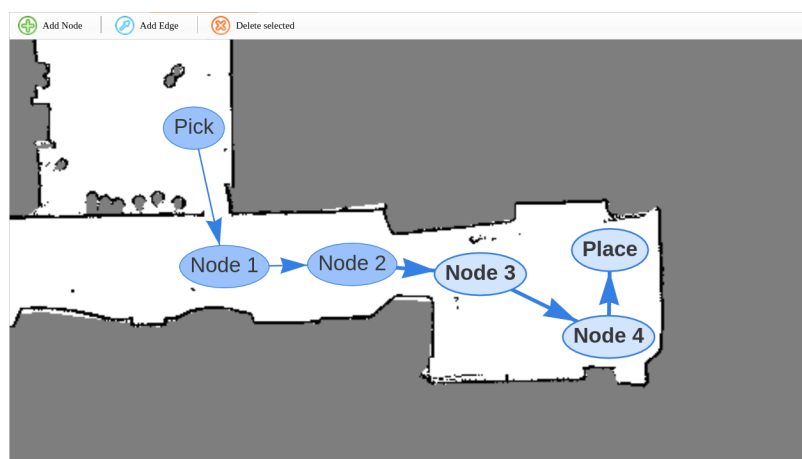 Add Node
Add Edge
Delete selected
Pick
Node 1
Node 2
Node 3
Place
Node 4